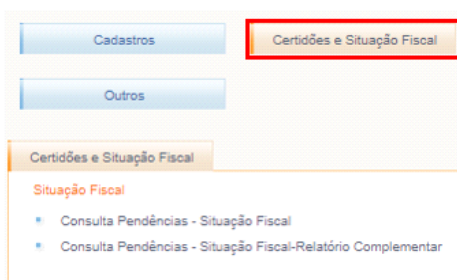 Cadastros
Certidões e Situação Fiscal
Outros
Certidões e Situação Fiscal
Situação Fiscal
Consulta Pendências - Situação Fiscal
Consulta Pendências - Situação Fiscal-Relatório Complementar